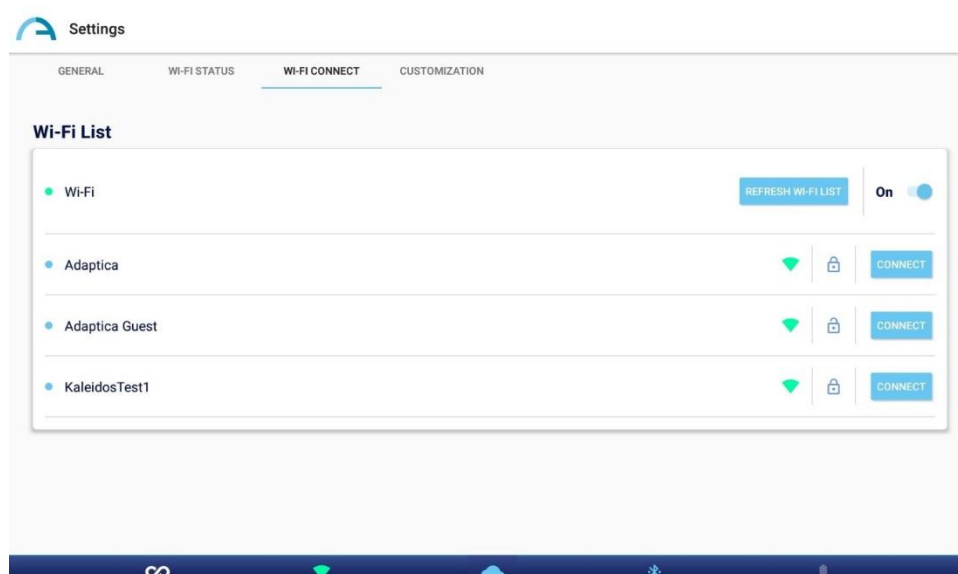 Settings
GENERAL WI-FI STATUS WI-FI CONNECT CUSTOMIZATION
Wi-Fi List
Wi-Fi REFRESH WI-FI LIST On
Adaptica CONNECT
Adaptica Guest CONNECT
KaleidosTest1 CONNECT